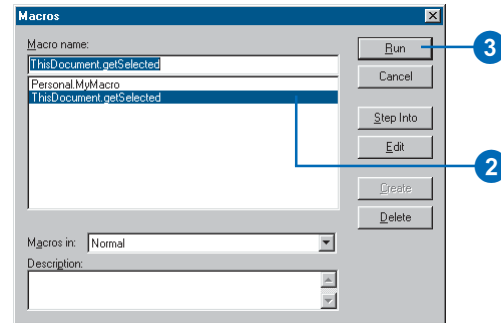 Macros
Macro name:
ThisDocument.getSelected
Personal.MyMacro
ThisDocument.getSelected
Run
3
Cancel
Step Into
2
Edit
Create
Delete
Macros in: Normal
Description: